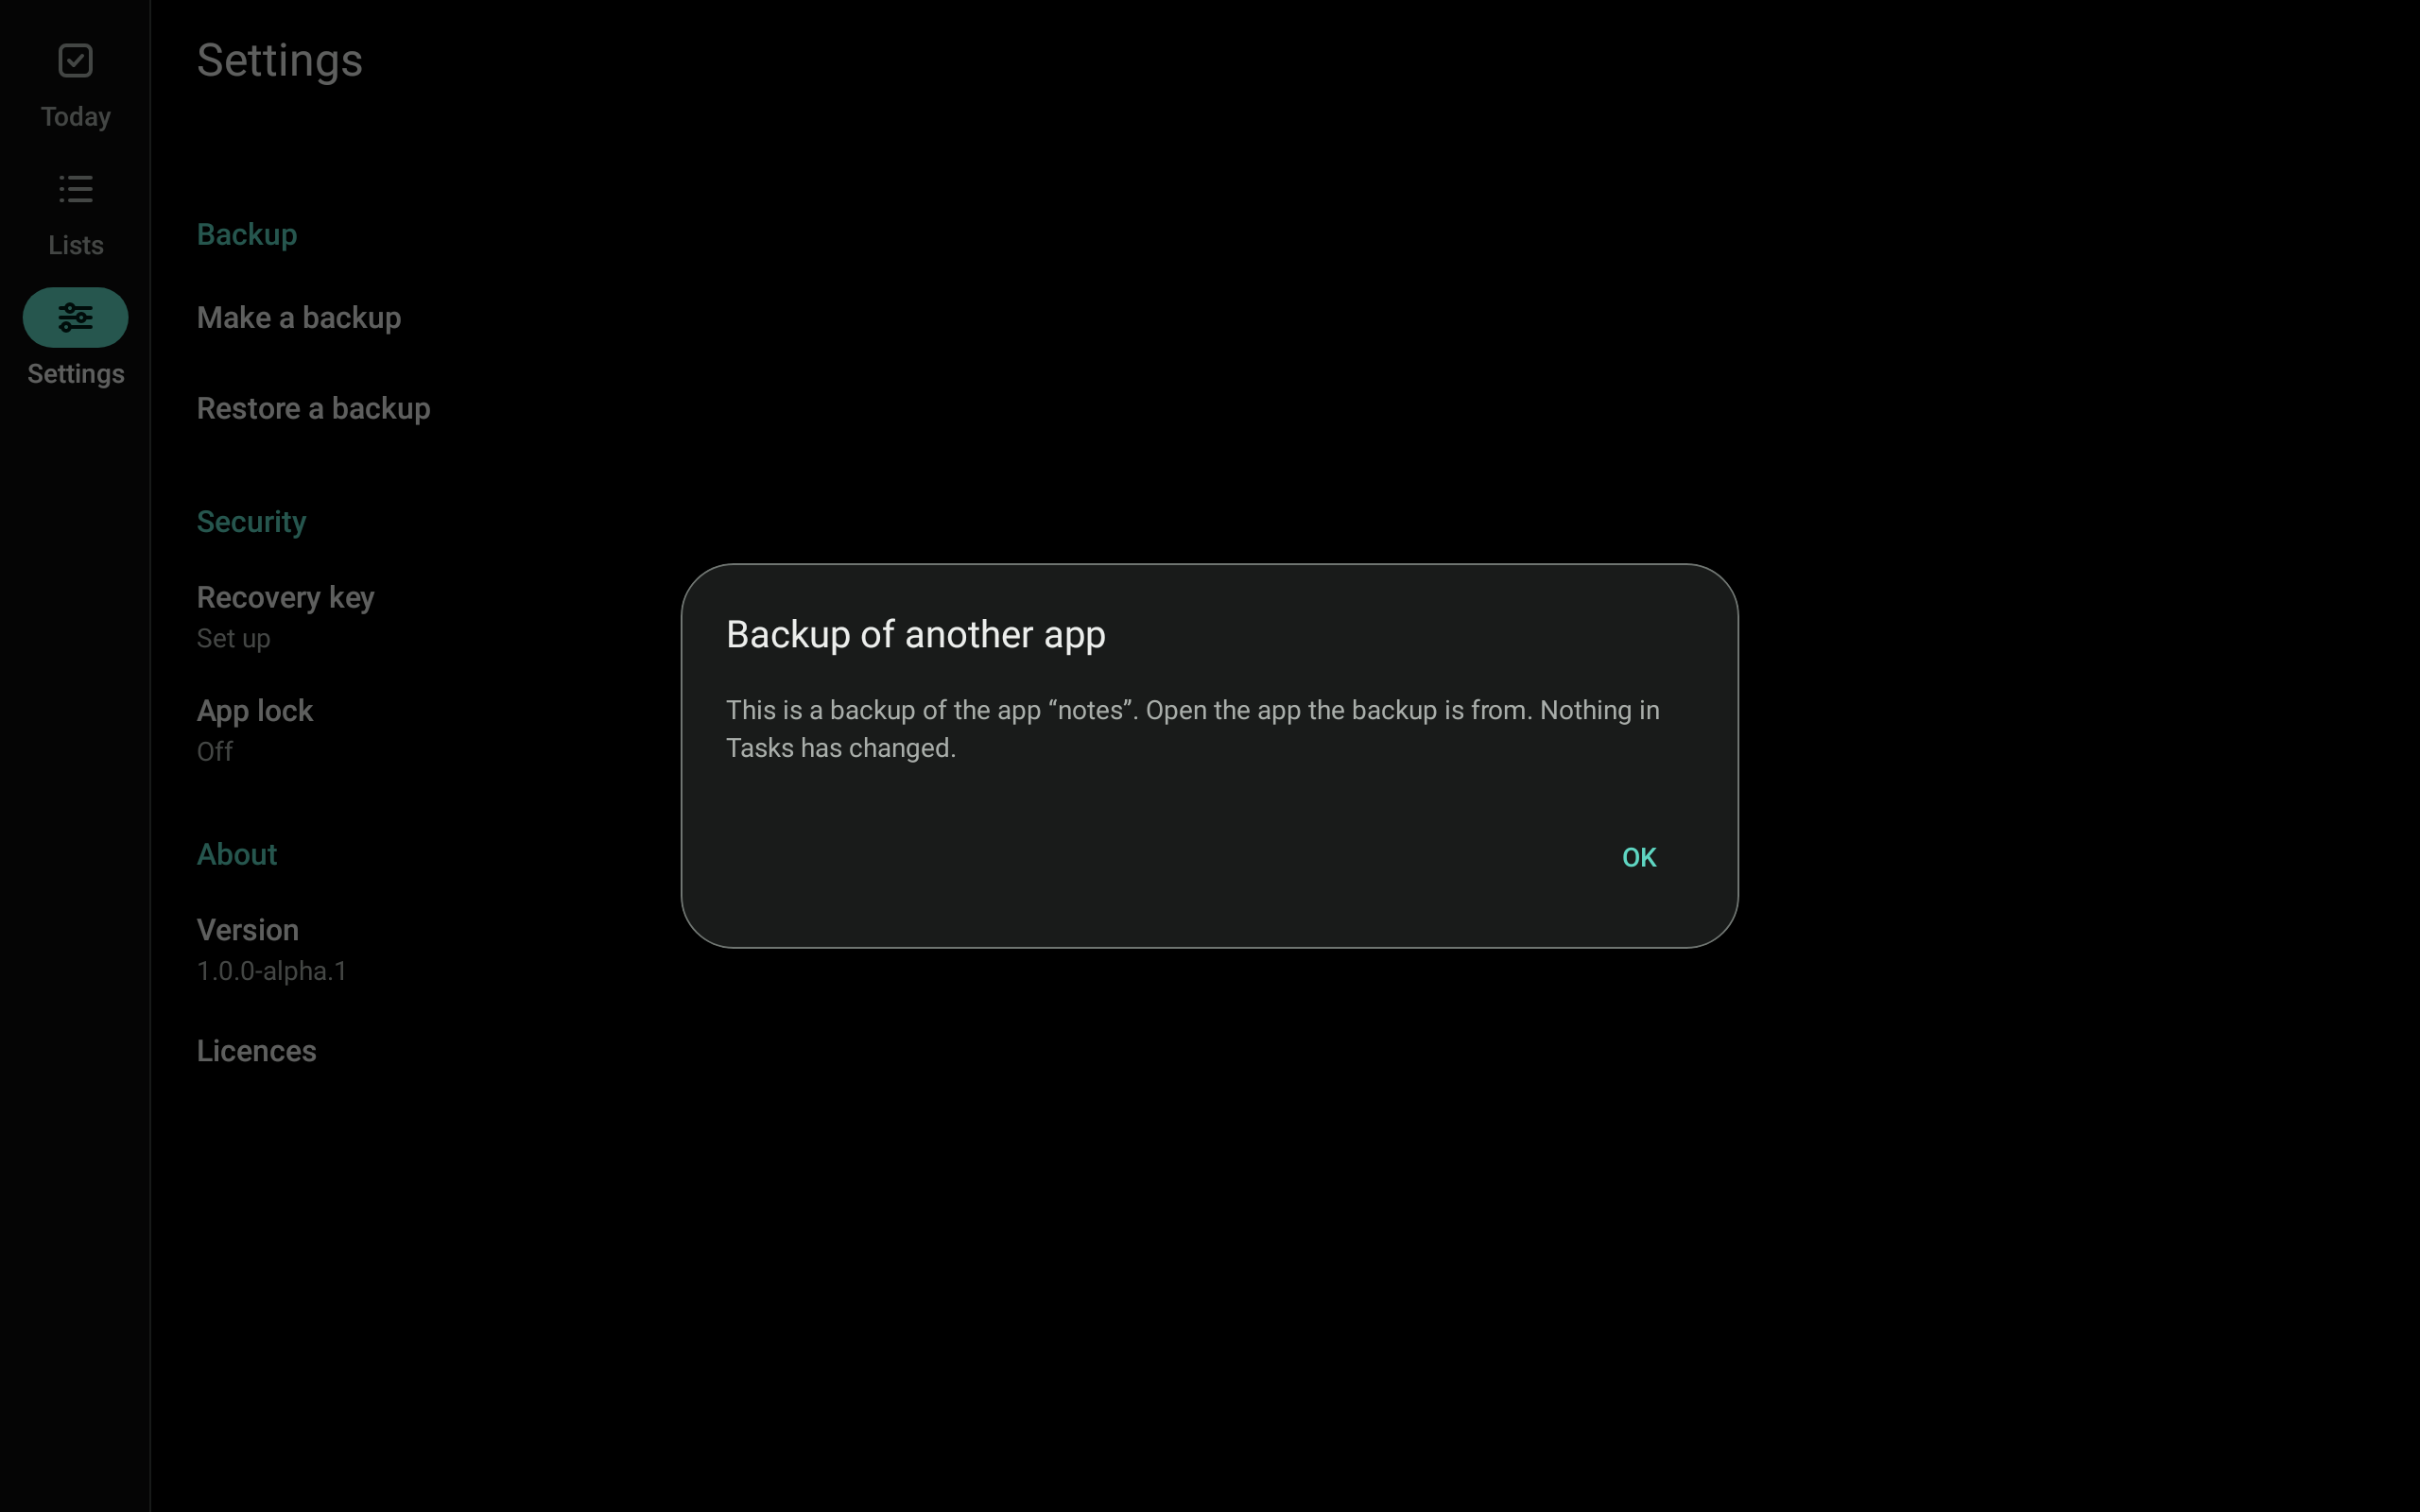 Today
Lists
Settings
Settings
Backup
Make a backup
Restore a backup
Security
Recovery key
Set up
App lock
Off
About
Version
1.0.0-alpha.1
Licences
Backup of another app
This is a backup of the app “notes”. Open the app the backup is from. Nothing in
Tasks has changed.
OK